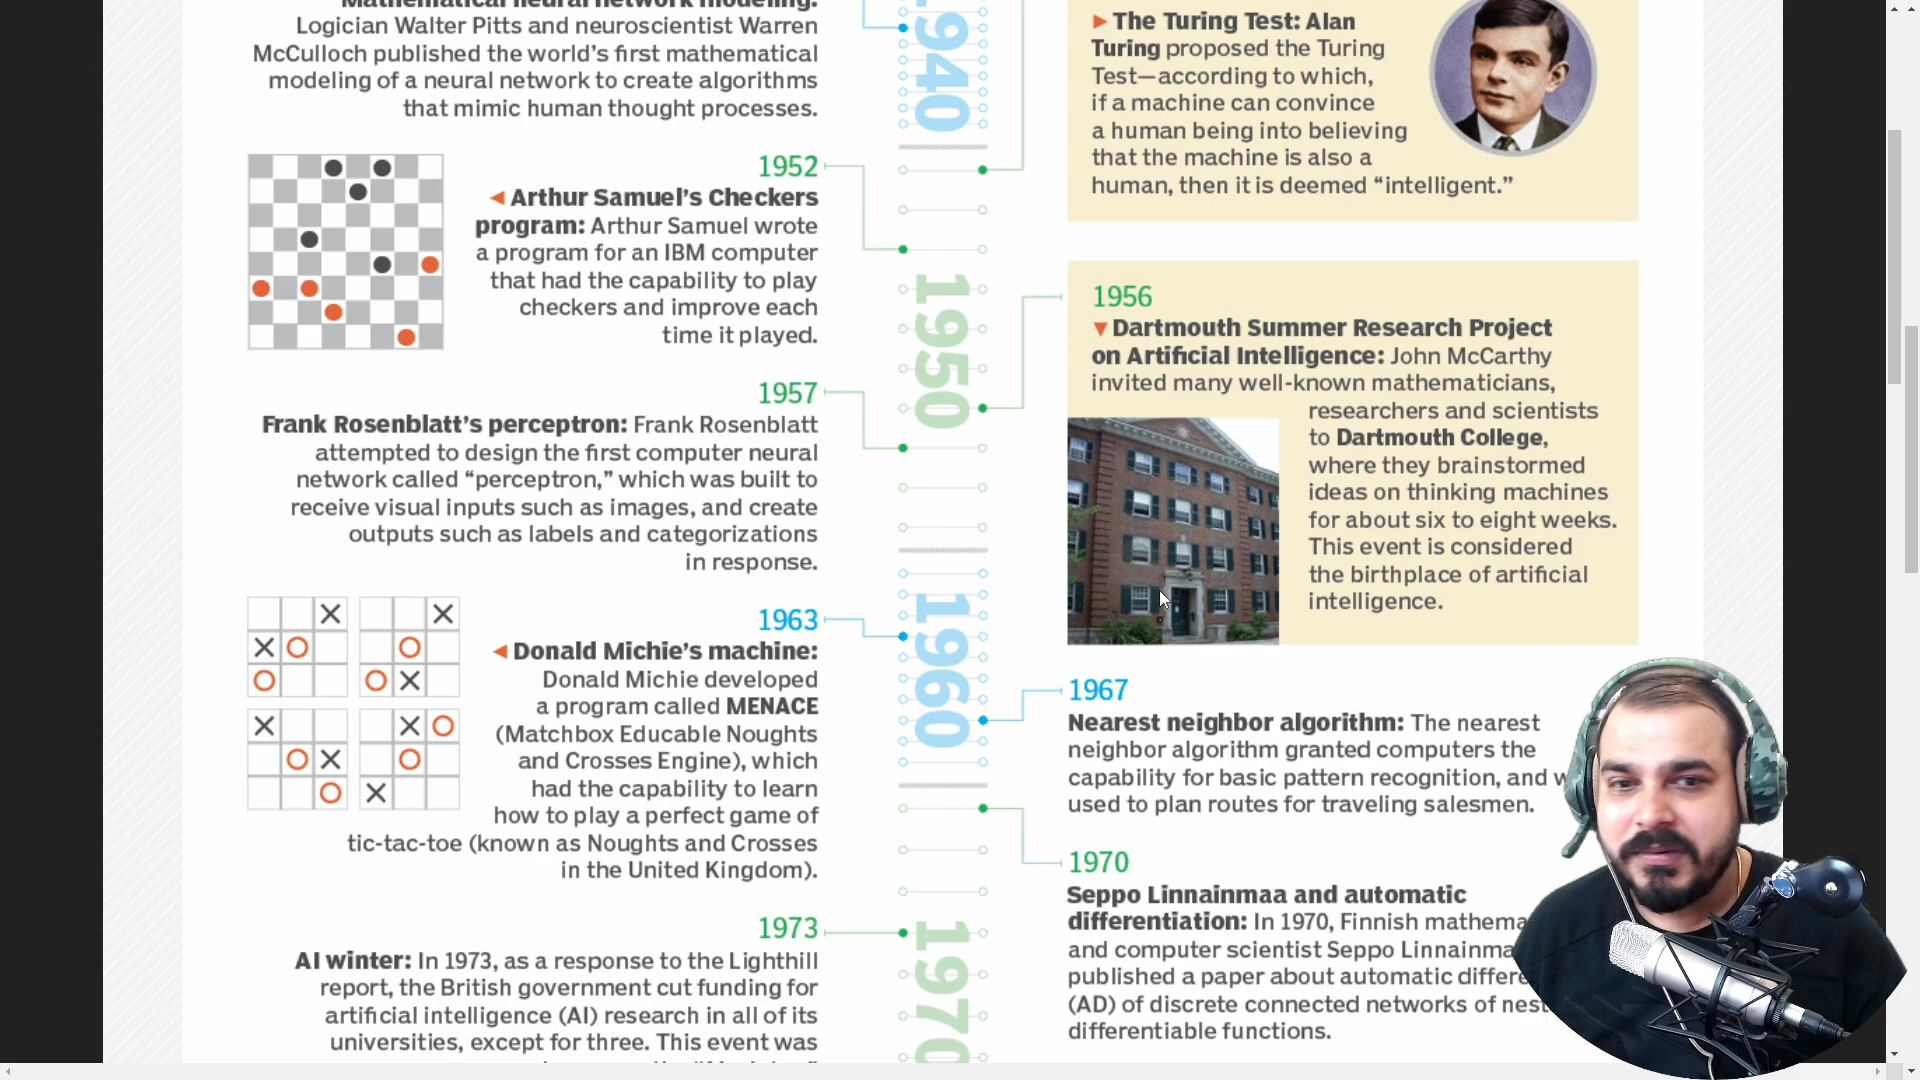 Mathematical neural network modeling:
Logician Walter Pitts and neuroscientist Warren
McCulloch published the world's first mathematical
modeling of a neural network to create algorithms
that mimic human thought processes.
1952
◄ Arthur Samuel's Checkers
program: Arthur Samuel wrote
a program for an IBM computer
that had the capability to play
checkers and improve each
time it played.
1957
Frank Rosenblatt's perceptron: Frank Rosenblatt
attempted to design the first computer neural
network called “perceptron,” which was built to
receive visual inputs such as images, and create
outputs such as labels and categorizations
in response.
1963
◄ Donald Michie's machine:
Donald Michie developed
a program called MENACE
(Matchbox Educable Noughts
and Crosses Engine), which
had the capability to learn
how to play a perfect game of
tic-tac-toe (known as Noughts and Crosses
in the United Kingdom).
1973
AI winter: In 1973, as a response to the Lighthill
report, the British government cut funding for
artificial intelligence (AI) research in all of its
universities, except for three. This event was
1940
1950
1960
1970
► The Turing Test: Alan
Turing proposed the Turing
Test—according to which,
if a machine can convince
a human being into believing
that the machine is also a
human, then it is deemed “intelligent.”
1956
▼ Dartmouth Summer Research Project
on Artificial Intelligence: John McCarthy
invited many well-known mathematicians,
researchers and scientists
to Dartmouth College,
where they brainstormed
ideas on thinking machines
for about six to eight weeks.
This event is considered
the birthplace of artificial
intelligence.
1967
Nearest neighbor algorithm: The nearest
neighbor algorithm granted computers the
capability for basic pattern recognition, and w
used to plan routes for traveling salesmen.
1970
Seppo Linnainmaa and automatic
differentiation: In 1970, Finnish mathema
and computer scientist Seppo Linnainma
published a paper about automatic differe
(AD) of discrete connected networks of nest
differentiable functions.